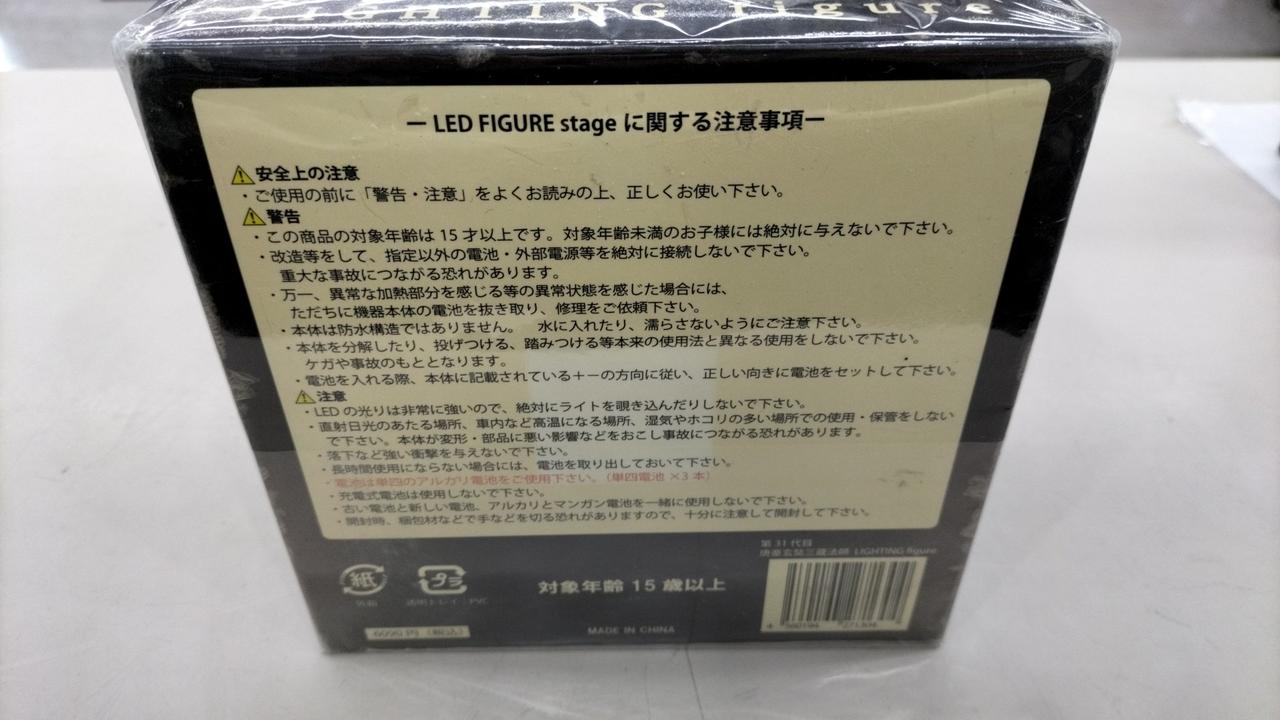 LIGHTING figure
ー LED FIGURE stage に関する注意事項ー
安全上の注意
・ご使用の前に「警告・注意」をよくお読みの上、正しくお使い下さい。
警告
・この商品の対象年齢は 15 才以上です。対象年齢未満のお子様には絶対に与えないで下さい。
・改造等をして、指定以外の電池・外部電源等を絶対に接続しないで下さい。
重大な事故につながる恐れがあります。
・万一、異常な加熱部分を感じる等の異常状態を感じた場合には、
ただちに機器本体の電池を抜き取り、修理をご依頼下さい。
・本体は防水構造ではありません。 水に入れたり、濡らさないようにご注意下さい。
・本体を分解したり、投げつける、踏みつける等本来の使用法と異なる使用をしないで下さい。
ケガや事故のもととなります。
・電池を入れる際、本体に記載されている＋－の方向に従い、正しい向きに電池をセットして下さい。
注意
・LED の光りは非常に強いので、絶対にライトを覗き込んだりしないで下さい。
・直射日光のあたる場所、車内など高温になる場所、湿気やホコリの多い場所での使用・保管をしない
で下さい。本体が変形・部品に悪い影響などをおこし事故につながる恐れがあります。
・落下など強い衝撃を与えないで下さい。
・長時間使用にならない場合には、電池を取り出しておいて下さい。
・電池は単四のアルカリ電池をご使用下さい。（単四電池 ×3 本）
・充電式電池は使用しないで下さい。
・古い電池と新しい電池、アルカリとマンガン電池を一緒に使用しないで下さい。
・開封時、梱包材などで手などを切る恐れがありますので、十分に注意して開封して下さい。
第 31 代目
唐亜玄奘三蔵法師 LIGHTING figure
紙
外箱
プラ
透明トレイ：PVC
対象年齢 15 歳以上
MADE IN CHINA